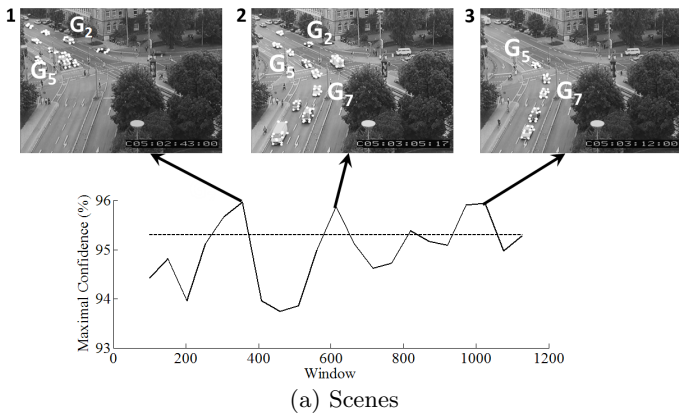 1
G2
G5
C05:02:43:00
2
G2
G5
G7
C05:03:05:17
3
G5
G7
C05:03:12:00
Maximal Confidence (%)
96
95
94
93
0 200 400 600 800 1000 1200
Window
(a) Scenes